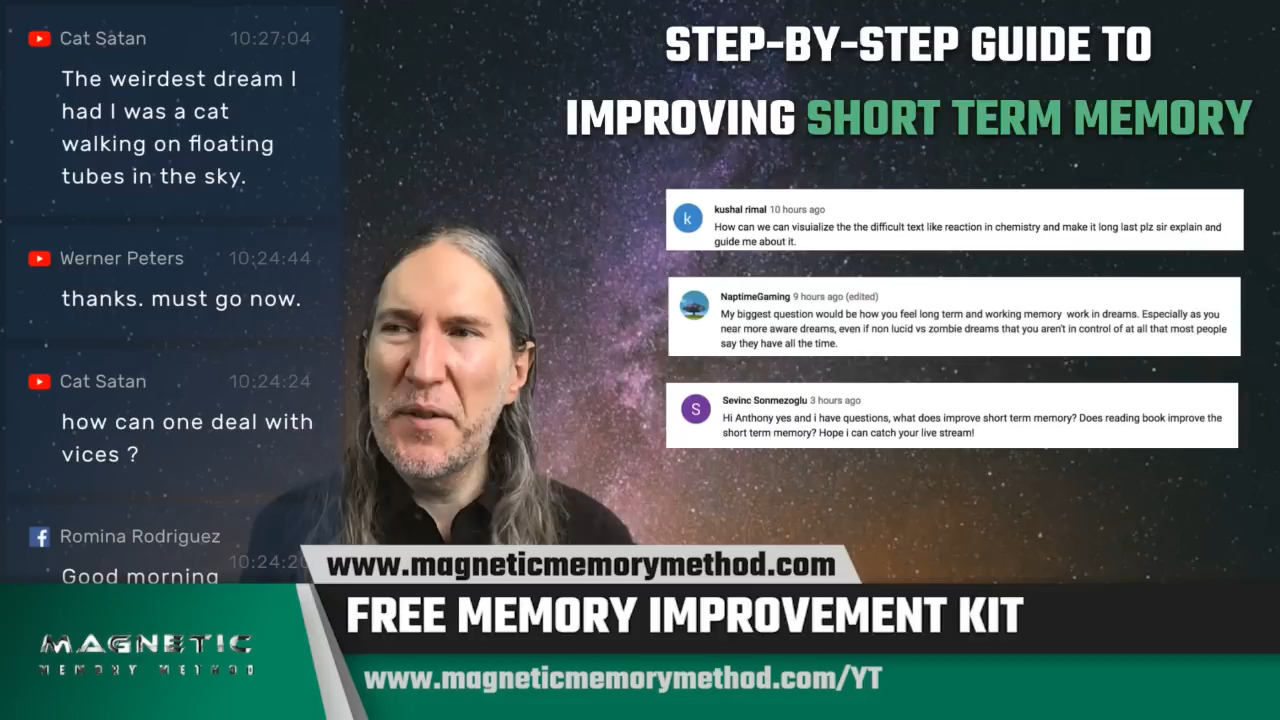 Cat Satan 10:27:04
The weirdest dream I
had I was a cat
walking on floating
tubes in the sky.
Werner Peters 10:24:44
thanks. must go now.
Cat Satan 10:24:24
how can one deal with
vices ?
Romina Rodriguez
10:24:20
Good morning
STEP-BY-STEP GUIDE TO
IMPROVING SHORT TERM MEMORY
k
kushal rimal 10 hours ago
How can we can visuialize the the difficult text like reaction in chemistry and make it long last plz sir explain and
guide me about it.
NaptimeGaming 9 hours ago (edited)
My biggest question would be how you feel long term and working memory work in dreams. Especially as you
near more aware dreams, even if non lucid vs zombie dreams that you aren't in control of at all that most people
say they have all the time.
S
Sevinc Sonmezoglu 3 hours ago
Hi Anthony yes and i have questions, what does improve short term memory? Does reading book improve the
short term memory? Hope i can catch your live stream!
www.magneticmemorymethod.com
FREE MEMORY IMPROVEMENT KIT
www.magneticmemorymethod.com/YT
MAGNETIC
MEMORY METHOD